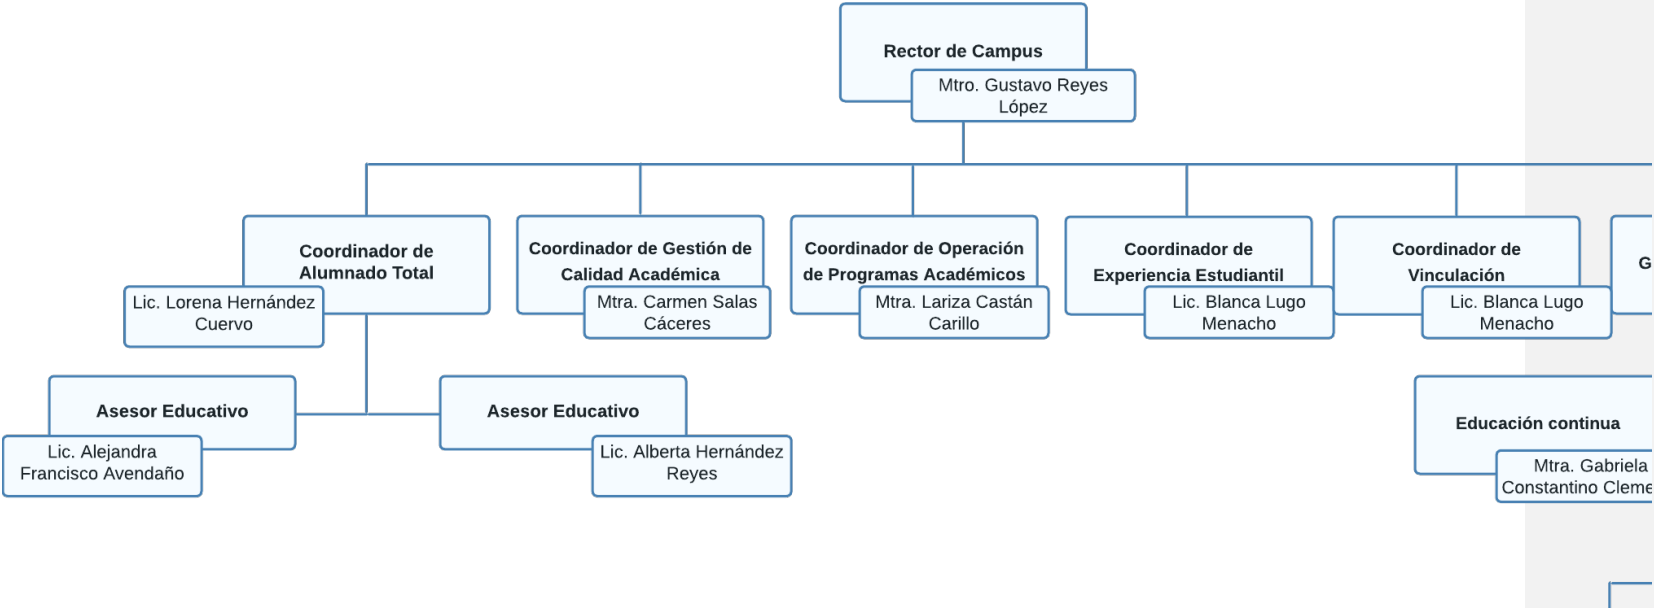 Rector de Campus
Mtro. Gustavo Reyes
López
Coordinador de
Alumnado Total
Lic. Lorena Hernández
Cuervo
Coordinador de Gestión de
Calidad Académica
Mtra. Carmen Salas
Cáceres
Coordinador de Operación
de Programas Académicos
Mtra. Lariza Castán
Carillo
Coordinador de
Experiencia Estudiantil
Lic. Blanca Lugo
Menacho
Coordinador de
Vinculación
Lic. Blanca Lugo
Menacho
G
Asesor Educativo
Lic. Alejandra
Francisco Avendaño
Asesor Educativo
Lic. Alberta Hernández
Reyes
Educación continua
Mtra. Gabriela
Constantino Cleme